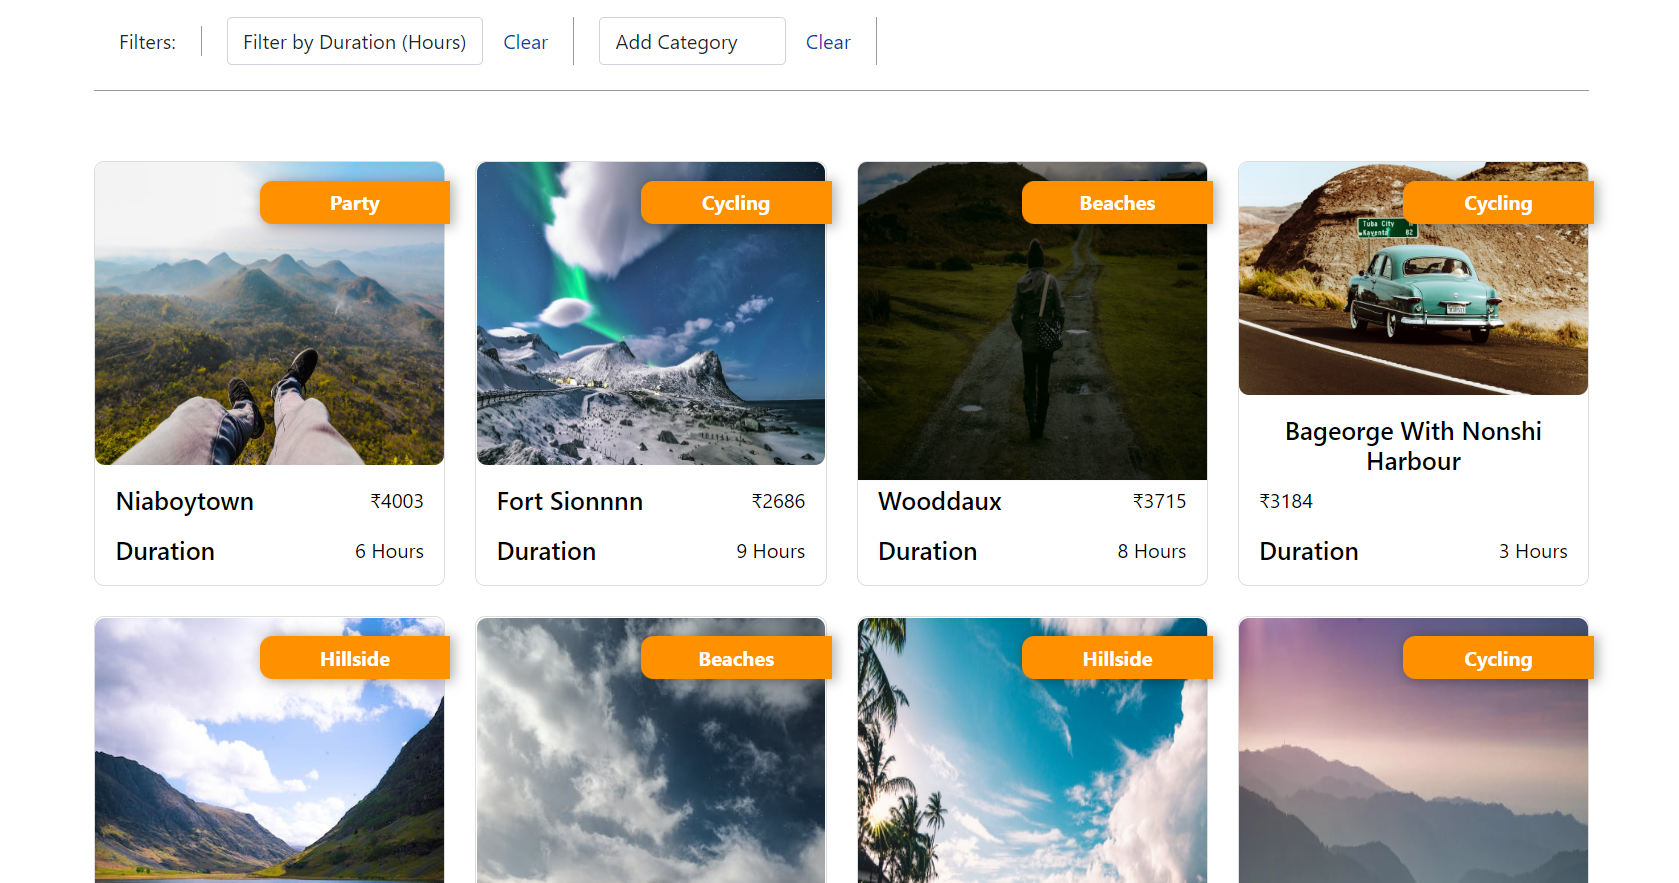 Filters:
Filter by Duration (Hours)
Clear
Add Category
Clear
Party
Cycling
Beaches
Cycling
Tuba City
Kayenta 82
Niaboytown
₹4003
Duration
6 Hours
Fort Sionnnn
₹2686
Duration
9 Hours
Wooddaux
₹3715
Duration
8 Hours
Bageorge With Nonshi
Harbour
₹3184
Duration
3 Hours
Hillside
Beaches
Hillside
Cycling